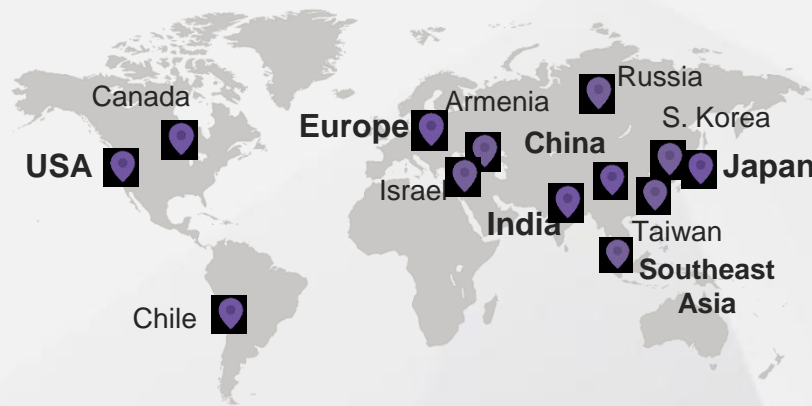 Russia
Canada
Armenia
S. Korea
Europe
China
USA
Japan
Israel
India
Taiwan
Southeast
Asia
Chile